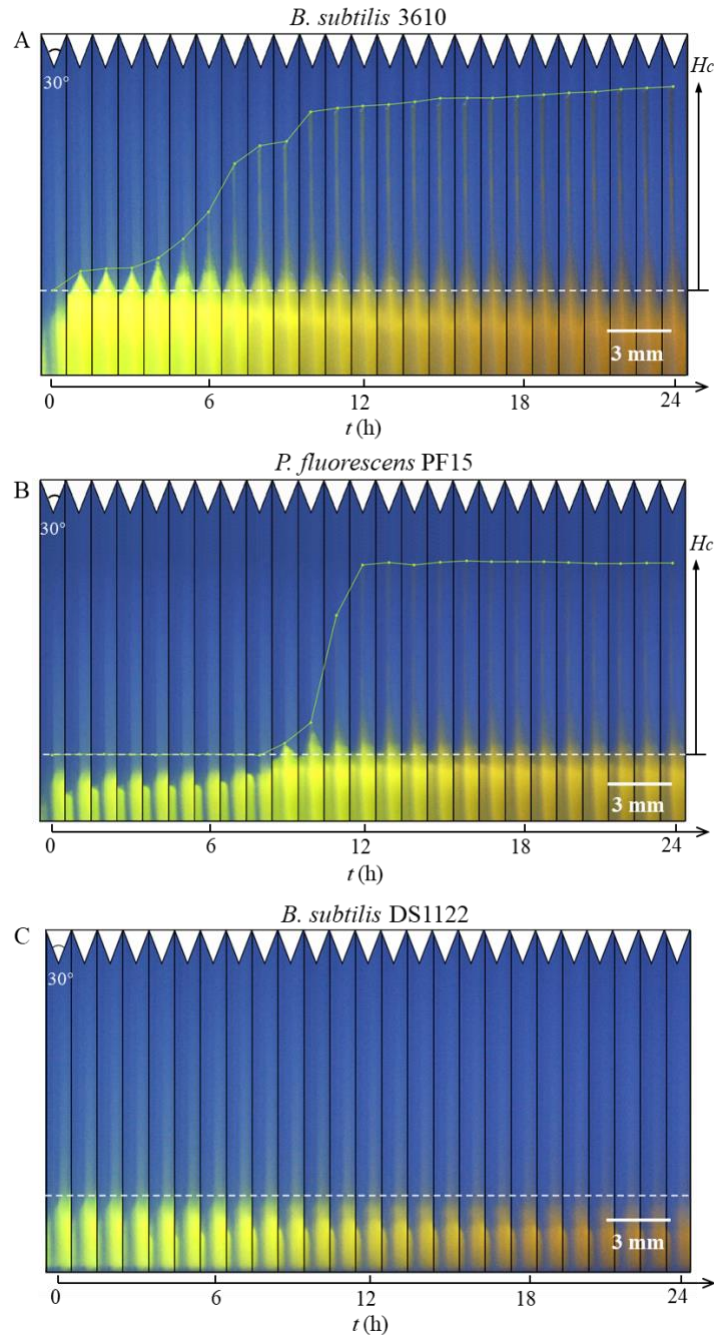 B. subtilis 3610
A
30°
Hc
3 mm
0 6 12 18 24
t (h)
P. fluorescens PF15
B
30°
Hc
3 mm
0 6 12 18 24
t (h)
B. subtilis DS1122
C
30°
3 mm
0 6 12 18 24
t (h)